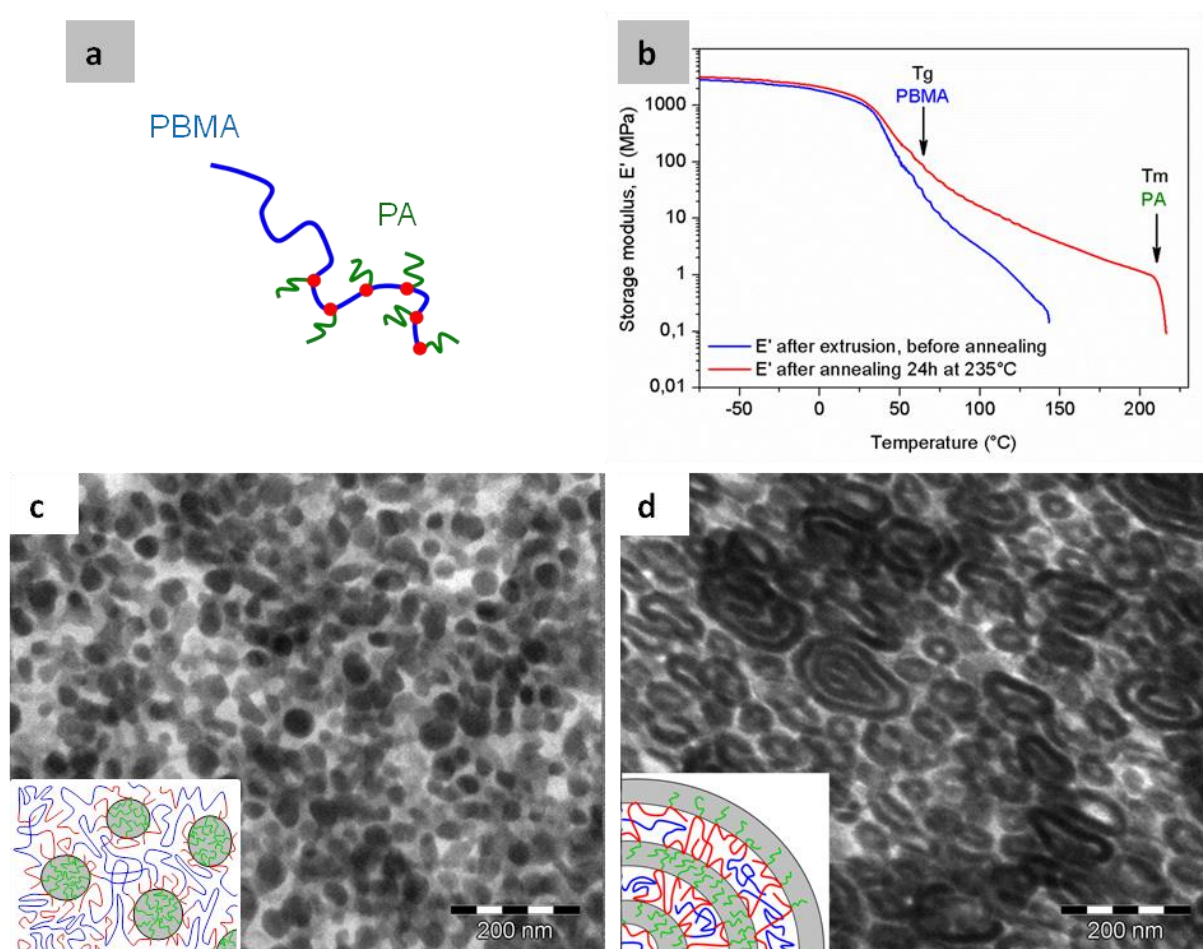 a
PBMA
PA
b
Tg
PBMA
Tm
PA
Storage modulus, E' (MPa)
1000
100
10
1
0,1
0,01
E' after extrusion, before annealing
E' after annealing 24h at 235°C
-50
0
50
100
150
200
Temperature (°C)
c
200 nm
d
200 nm